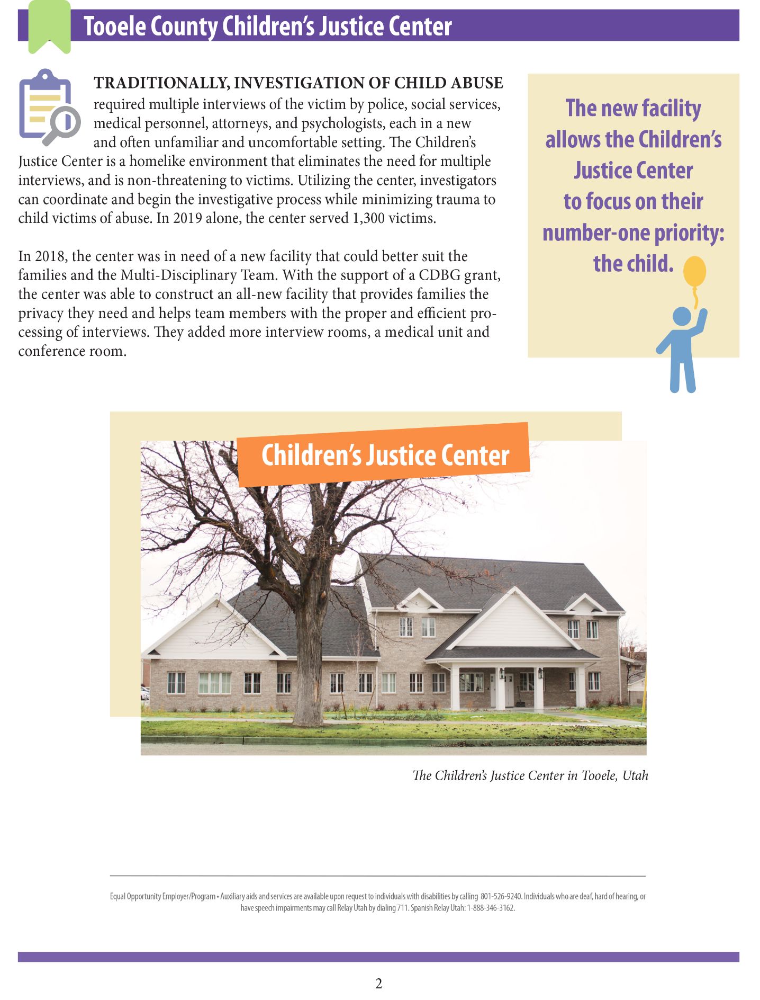 Tooele County Children’s Justice Center
TRADITIONALLY, INVESTIGATION OF CHILD ABUSE
required multiple interviews of the victim by police, social services,
medical personnel, attorneys, and psychologists, each in a new
and often unfamiliar and uncomfortable setting. The Children’s
Justice Center is a homelike environment that eliminates the need for multiple
interviews, and is non-threatening to victims. Utilizing the center, investigators
can coordinate and begin the investigative process while minimizing trauma to
child victims of abuse. In 2019 alone, the center served 1,300 victims.
In 2018, the center was in need of a new facility that could better suit the
families and the Multi-Disciplinary Team. With the support of a CDBG grant,
the center was able to construct an all-new facility that provides families the
privacy they need and helps team members with the proper and efficient pro-
cessing of interviews. They added more interview rooms, a medical unit and
conference room.
The new facility
allows the Children’s
Justice Center
to focus on their
number-one priority:
the child.
Children’s Justice Center
The Children’s Justice Center in Tooele, Utah
Equal Opportunity Employer/Program • Auxiliary aids and services are available upon request to individuals with disabilities by calling 801-526-9240. Individuals who are deaf, hard of hearing, or
have speech impairments may call Relay Utah by dialing 711. Spanish Relay Utah: 1-888-346-3162.
2